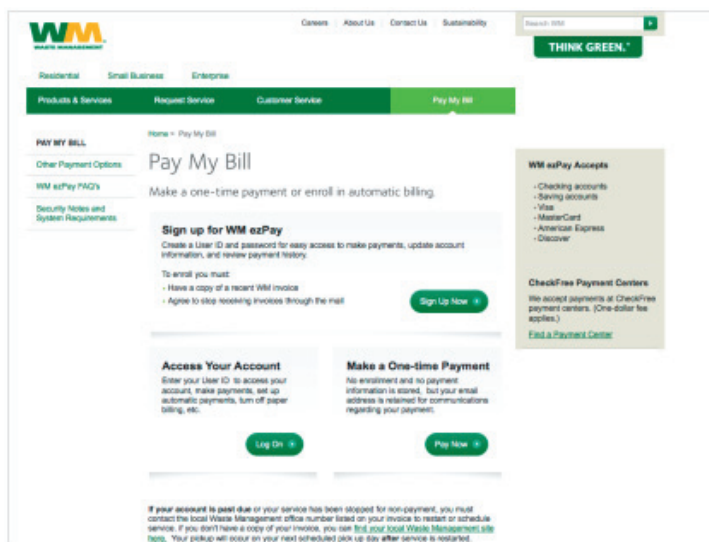 Careers About Us Contact Us Sustainability
Search WM
WM
WASTE MANAGEMENT
THINK GREEN.®
Residential Small Business Enterprise
Products & Services Request Service Customer Service Pay My Bill
Home > Pay My Bill
PAY MY BILL
Other Payment Options
WM ezPay FAQ's
Security Notes and
System Requirements
Pay My Bill
Make a one-time payment or enroll in automatic billing.
Sign up for WM ezPay
Create a User ID and password for easy access to make payments, update account
information, and review payment history.
To enroll you must:
- Have a copy of a recent WM invoice
- Agree to stop receiving invoices through the mail
Sign Up Now
Access Your Account
Enter your User ID to access your
account, make payments, set up
automatic payments, turn off paper
billing, etc.
Log On
Make a One-time Payment
No enrollment and no payment
information is stored, but your email
address is retained for communications
regarding your payment.
Pay Now
If your account is past due or your service has been stopped for non-payment, you must
contact the local Waste Management office number listed on your invoice to restart or schedule
service. If you don't have a copy of your invoice, you can find your local Waste Management site
here. Your pickup will occur on your next scheduled pick up day after service is restarted.
WM ezPay Accepts
- Checking accounts
- Saving accounts
- Visa
- MasterCard
- American Express
- Discover
CheckFree Payment Centers
We accept payments at CheckFree
payment centers. (One-dollar fee
applies.)
Find a Payment Center